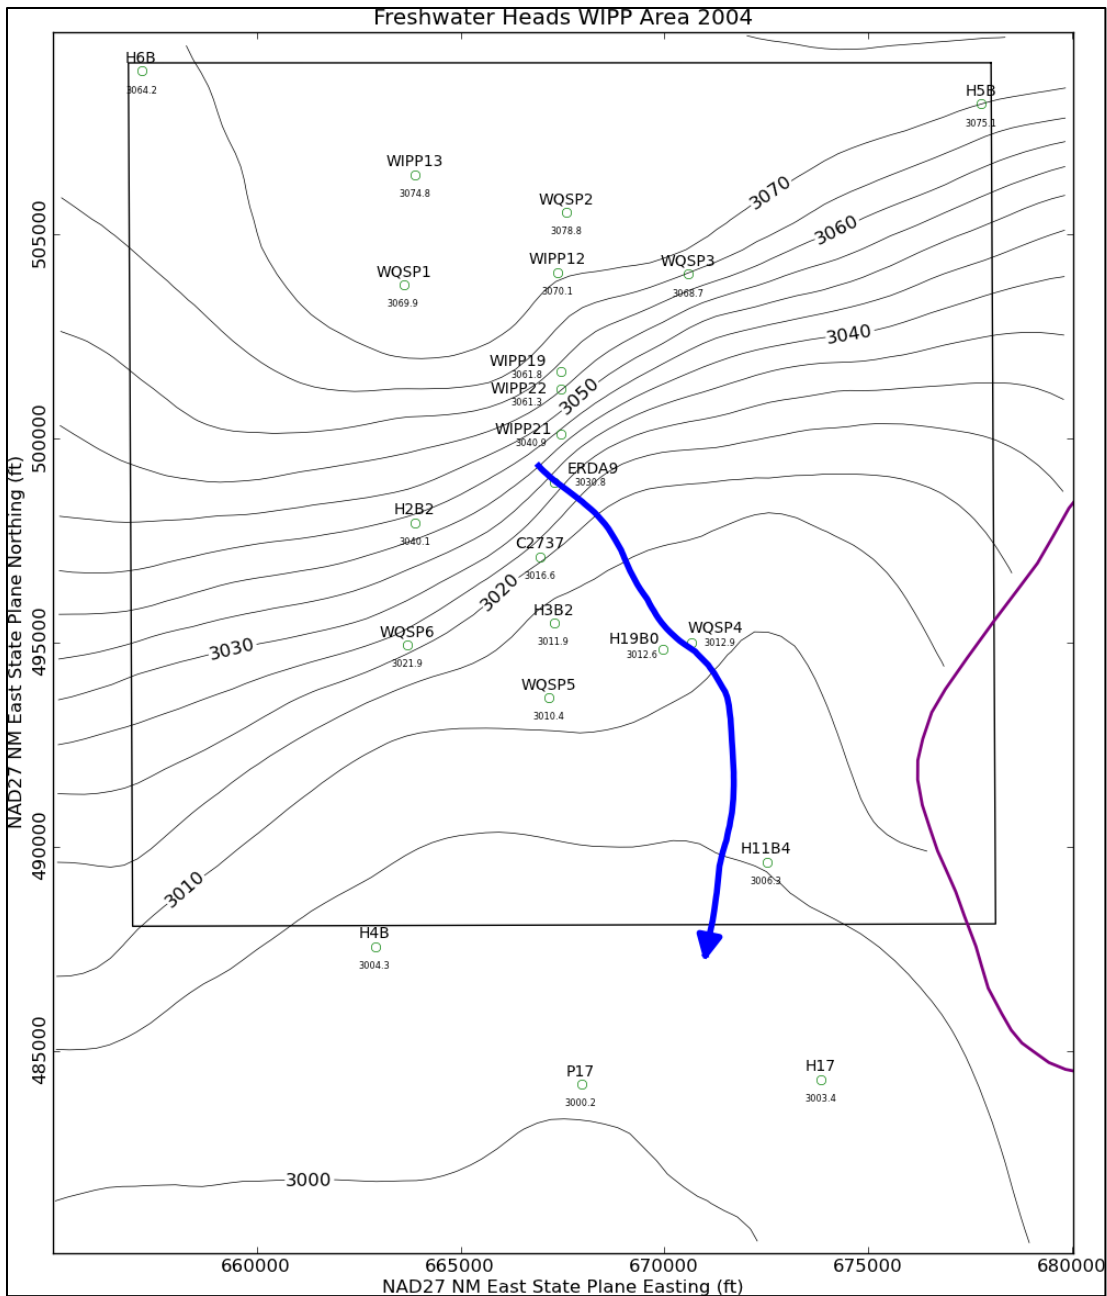 Freshwater Heads WIPP Area 2004
H6B
3064.2
H5B
3075.1
WIPP13
3074.8
3070
WQSP2
3078.8
3060
WIPP12
3070.1
WQSP3
3068.7
WQSP1
3069.9
505000
3040
WIPP19
3061.8
WIPP22
3061.3
3050
WIPP21
3040.9
500000
ERDA9
3030.8
H2B2
3040.1
C2737
3016.6
3020
H3B2
3011.9
WQSP6
3021.9
3030
H19B0
3012.6
WQSP4
3012.9
495000
WQSP5
3010.4
NAD27 NM East State Plane Northing (ft)
490000
H11B4
3006.3
3010
H4B
3004.3
485000
P17
3000.2
H17
3003.4
3000
660000 665000 670000 675000 680000
NAD27 NM East State Plane Easting (ft)